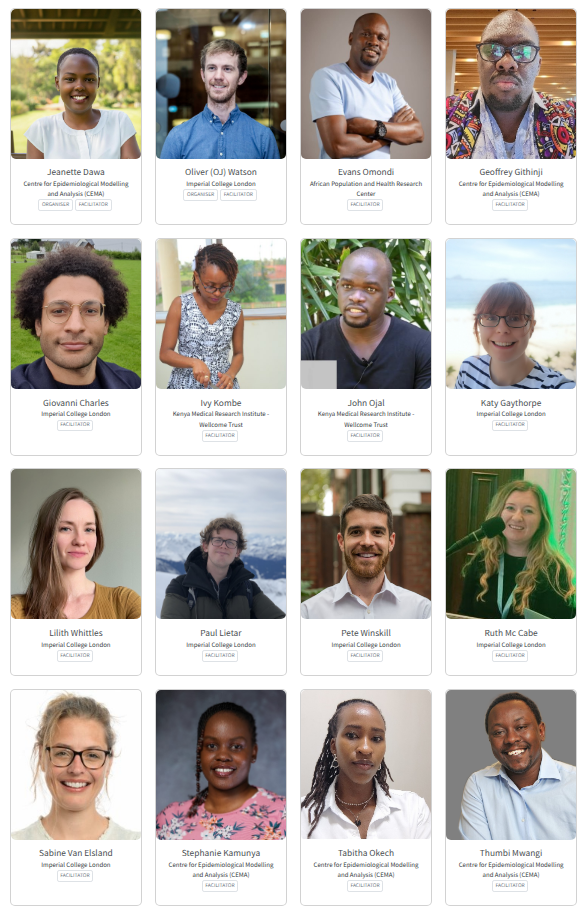 Jeanette Dawa
Centre for Epidemiological Modelling
and Analysis (CEMA)
ORGANISER FACILITATOR
Oliver (OJ) Watson
Imperial College London
ORGANISER FACILITATOR
Evans Omondi
African Population and Health Research
Center
FACILITATOR
Geoffrey Githinji
Centre for Epidemiological Modelling
and Analysis (CEMA)
FACILITATOR
Giovanni Charles
Imperial College London
FACILITATOR
Ivy Kombe
Kenya Medical Research Institute -
Wellcome Trust
FACILITATOR
John Ojal
Kenya Medical Research Institute -
Wellcome Trust
FACILITATOR
Katy Gaythorpe
Imperial College London
FACILITATOR
Lilith Whittles
Imperial College London
FACILITATOR
Paul Lietar
Imperial College London
FACILITATOR
Pete Winskill
Imperial College London
FACILITATOR
Ruth Mc Cabe
Imperial College London
FACILITATOR
Sabine Van Elsland
Imperial College London
FACILITATOR
Stephanie Kamunya
Centre for Epidemiological Modelling
and Analysis (CEMA)
FACILITATOR
Tabitha Okech
Centre for Epidemiological Modelling
and Analysis (CEMA)
FACILITATOR
Thumbi Mwangi
Centre for Epidemiological Modelling
and Analysis (CEMA)
FACILITATOR